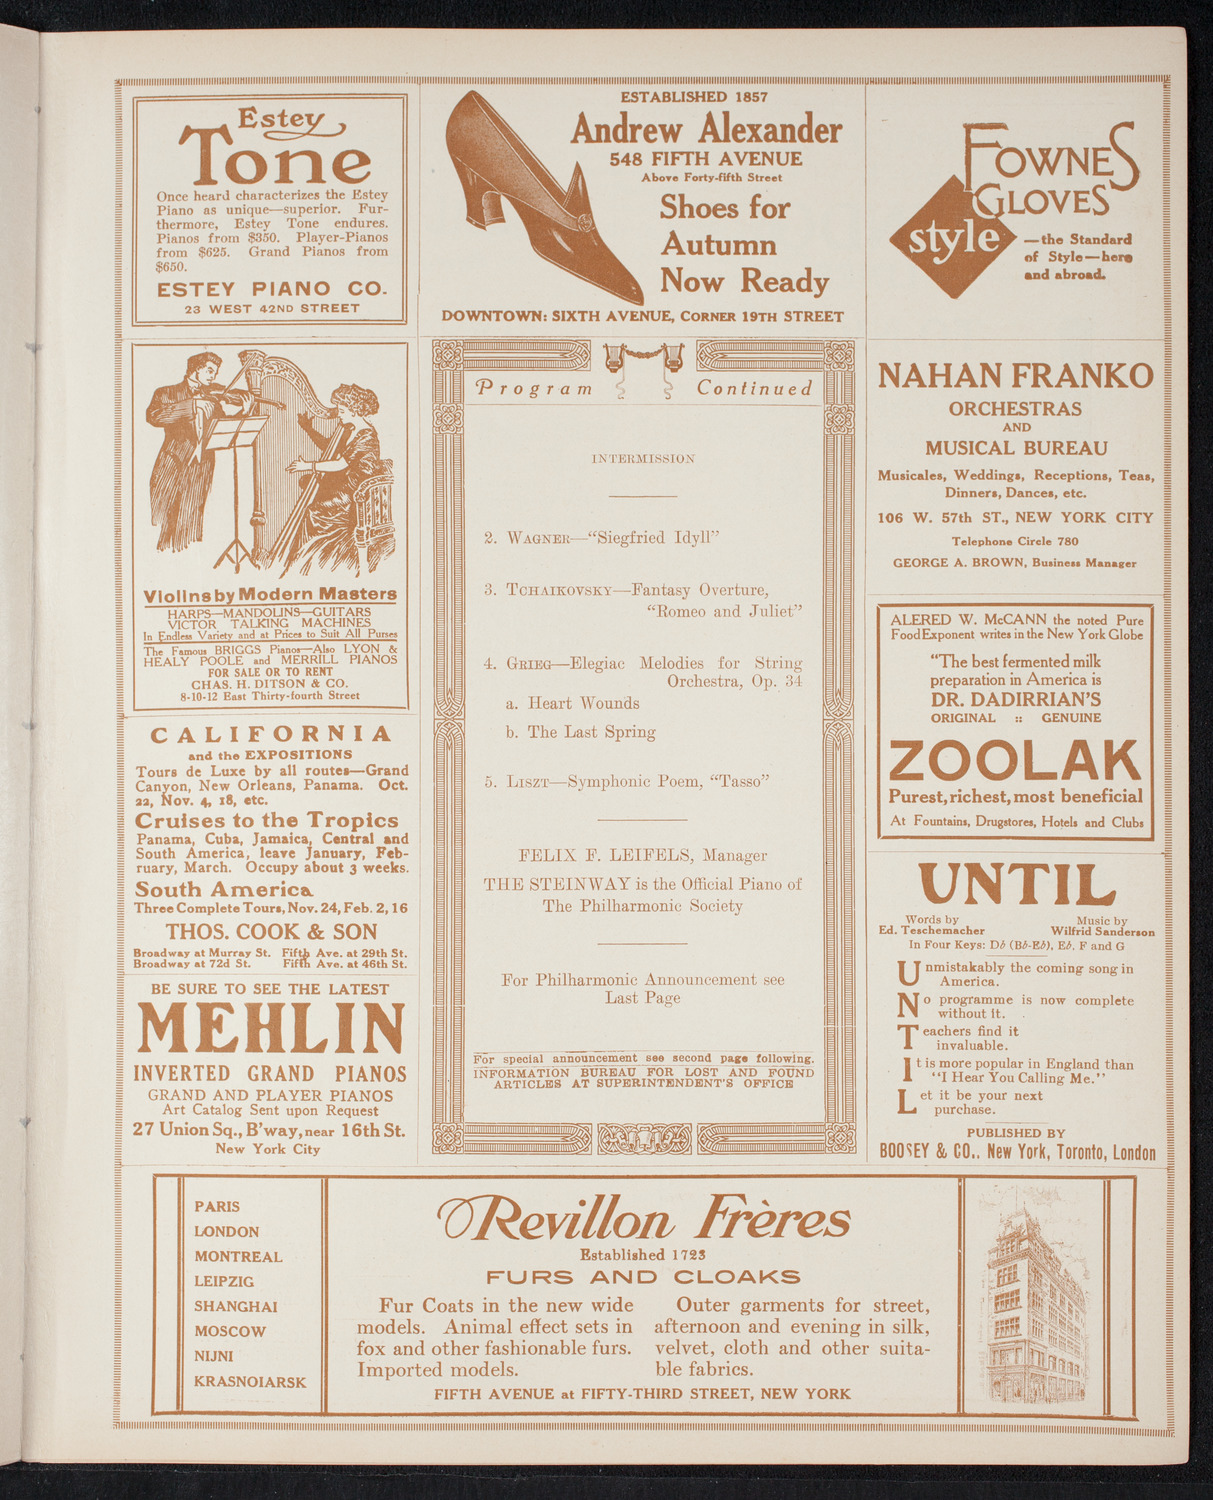 Estey
Tone
Once heard characterizes the Estey
Piano as unique—superior. Fur-
thermore, Estey Tone endures.
Pianos from $350. Player-Pianos
from $625. Grand Pianos from
$650.
ESTEY PIANO CO.
23 WEST 42ND STREET
ESTABLISHED 1857
Andrew Alexander
548 FIFTH AVENUE
Above Forty-fifth Street
Shoes for
Autumn
Now Ready
DOWNTOWN: SIXTH AVENUE, CORNER 19TH STREET
FOWNES
GLOVES
style
—the Standard
of Style—here
and abroad.
Violins by Modern Masters
HARPS—MANDOLINS—GUITARS
VICTOR TALKING MACHINES
In Endless Variety and at Prices to Suit All Purses
The Famous BRIGGS Pianos—Also LYON &
HEALY POOLE and MERRILL PIANOS
FOR SALE OR TO RENT
CHAS. H. DITSON & CO.
8-10-12 East Thirty-fourth Street
CALIFORNIA
and the EXPOSITIONS
Tours de Luxe by all routes—Grand
Canyon, New Orleans, Panama. Oct.
22, Nov. 4, 18, etc.
Cruises to the Tropics
Panama, Cuba, Jamaica, Central and
South America, leave January, Feb-
ruary, March. Occupy about 3 weeks.
South America
Three Complete Tours, Nov. 24, Feb. 2, 16
THOS. COOK & SON
Broadway at Murray St. Fifth Ave. at 29th St.
Broadway at 72d St. Fifth Ave. at 46th St.
BE SURE TO SEE THE LATEST
MEHLIN
INVERTED GRAND PIANOS
GRAND AND PLAYER PIANOS
Art Catalog Sent upon Request
27 Union Sq., B'way, near 16th St.
New York City
Program Continued
INTERMISSION
2. WAGNER—"Siegfried Idyll"
3. TCHAIKOVSKY—Fantasy Overture,
"Romeo and Juliet"
4. GRIEG—Elegiac Melodies for String
Orchestra, Op. 34
a. Heart Wounds
b. The Last Spring
5. LISZT—Symphonic Poem, "Tasso"
FELIX F. LEIFELS, Manager
THE STEINWAY is the Official Piano of
The Philharmonic Society
For Philharmonic Announcement see
Last Page
For special announcement see second page following.
INFORMATION BUREAU FOR LOST AND FOUND
ARTICLES AT SUPERINTENDENT'S OFFICE
NAHAN FRANKO
ORCHESTRAS
AND
MUSICAL BUREAU
Musicales, Weddings, Receptions, Teas,
Dinners, Dances, etc.
106 W. 57th ST., NEW YORK CITY
Telephone Circle 780
GEORGE A. BROWN, Business Manager
ALERED W. McCANN the noted Pure
Food Exponent writes in the New York Globe
"The best fermented milk
preparation in America is
DR. DADIRRIAN'S
ORIGINAL :: GENUINE
ZOOLAK
Purest, richest, most beneficial
At Fountains, Drugstores, Hotels and Clubs
UNTIL
Words by Music by
Ed. Teschemacher Wilfrid Sanderson
In Four Keys: D♭ (B♭-E♭), E♭, F and G
Unmistakably the coming song in
America.
No programme is now complete
without it.
Teachers find it
invaluable.
It is more popular in England than
"I Hear You Calling Me."
Let it be your next
purchase.
PUBLISHED BY
BOOSEY & CO., New York, Toronto, London
PARIS
LONDON
MONTREAL
LEIPZIG
SHANGHAI
MOSCOW
NIJNI
KRASNOIARSK
Revillon Frères
Established 1723
FURS AND CLOAKS
Fur Coats in the new wide
models. Animal effect sets in
fox and other fashionable furs.
Imported models.
Outer garments for street,
afternoon and evening in silk,
velvet, cloth and other suita-
ble fabrics.
FIFTH AVENUE at FIFTY-THIRD STREET, NEW YORK